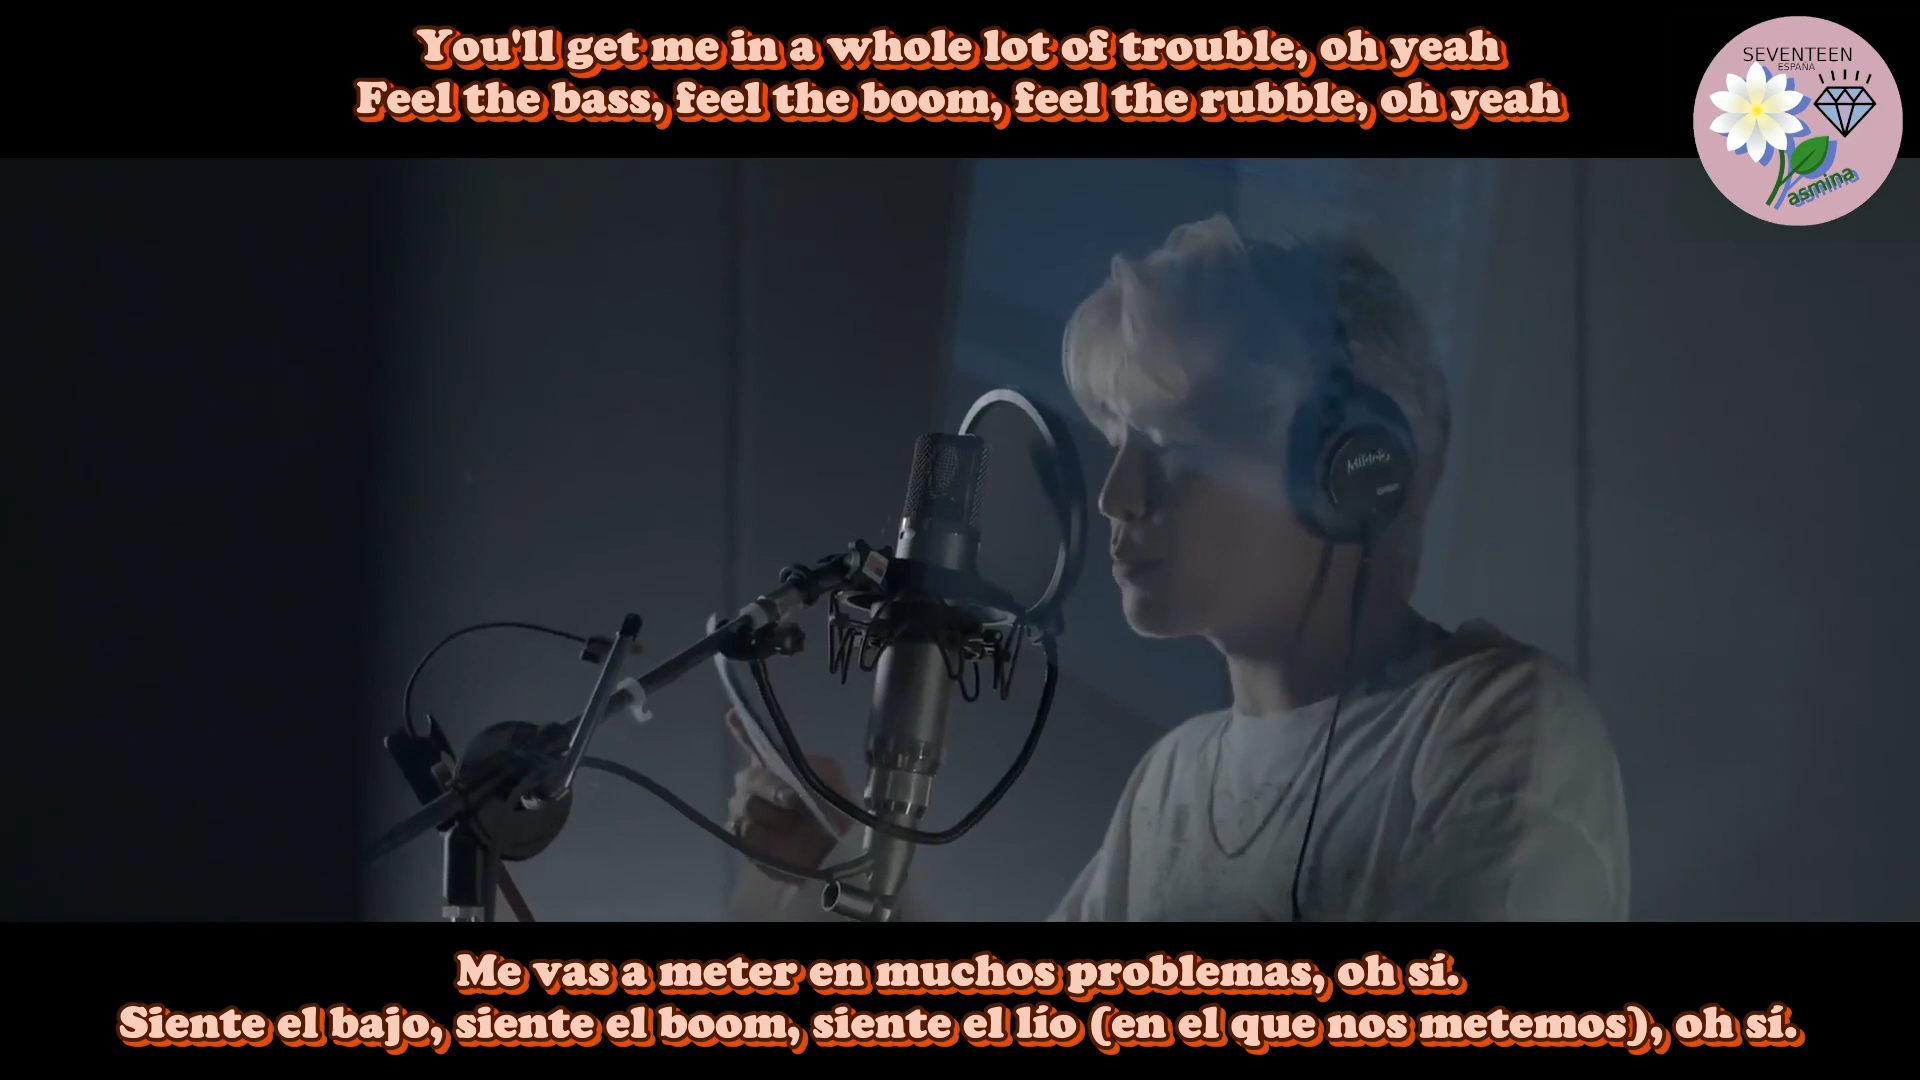 You'll get me in a whole lot of trouble, oh yeah
Feel the bass, feel the boom, feel the rubble, oh yeah
SEVENTEEN
ESPAÑA
asmina
Me vas a meter en muchos problemas, oh sí.
Siente el bajo, siente el boom, siente el lío (en el que nos metemos), oh sí.